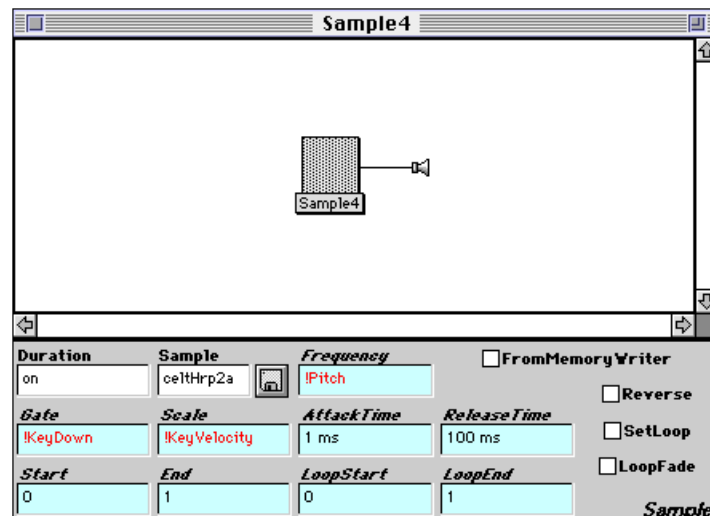 Sample4
Sample4
Duration Sample Frequency FromMemoryWriter
on celtHrp2a !Pitch
Reverse
Gate Scale AttackTime ReleaseTime
!KeyDown !KeyVelocity 1 ms 100 ms SetLoop
LoopFade
Start End LoopStart LoopEnd
0 1 0 1
Sample